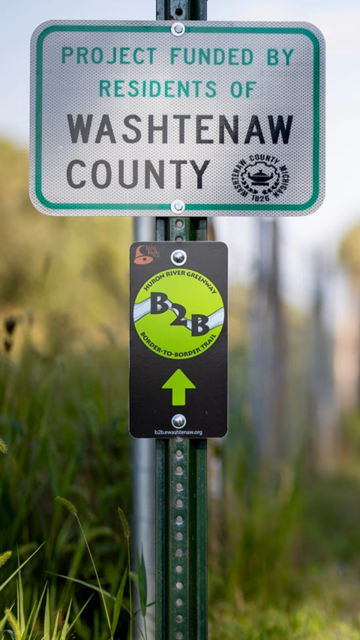 PROJECT FUNDED BY
RESIDENTS OF
WASHTENAW
COUNTY
WASHTENAW COUNTY, MICHIGAN
1826
HURON RIVER GREENWAY
B2B
BORDER-TO-BORDER TRAIL
b2b.ewashtenaw.org